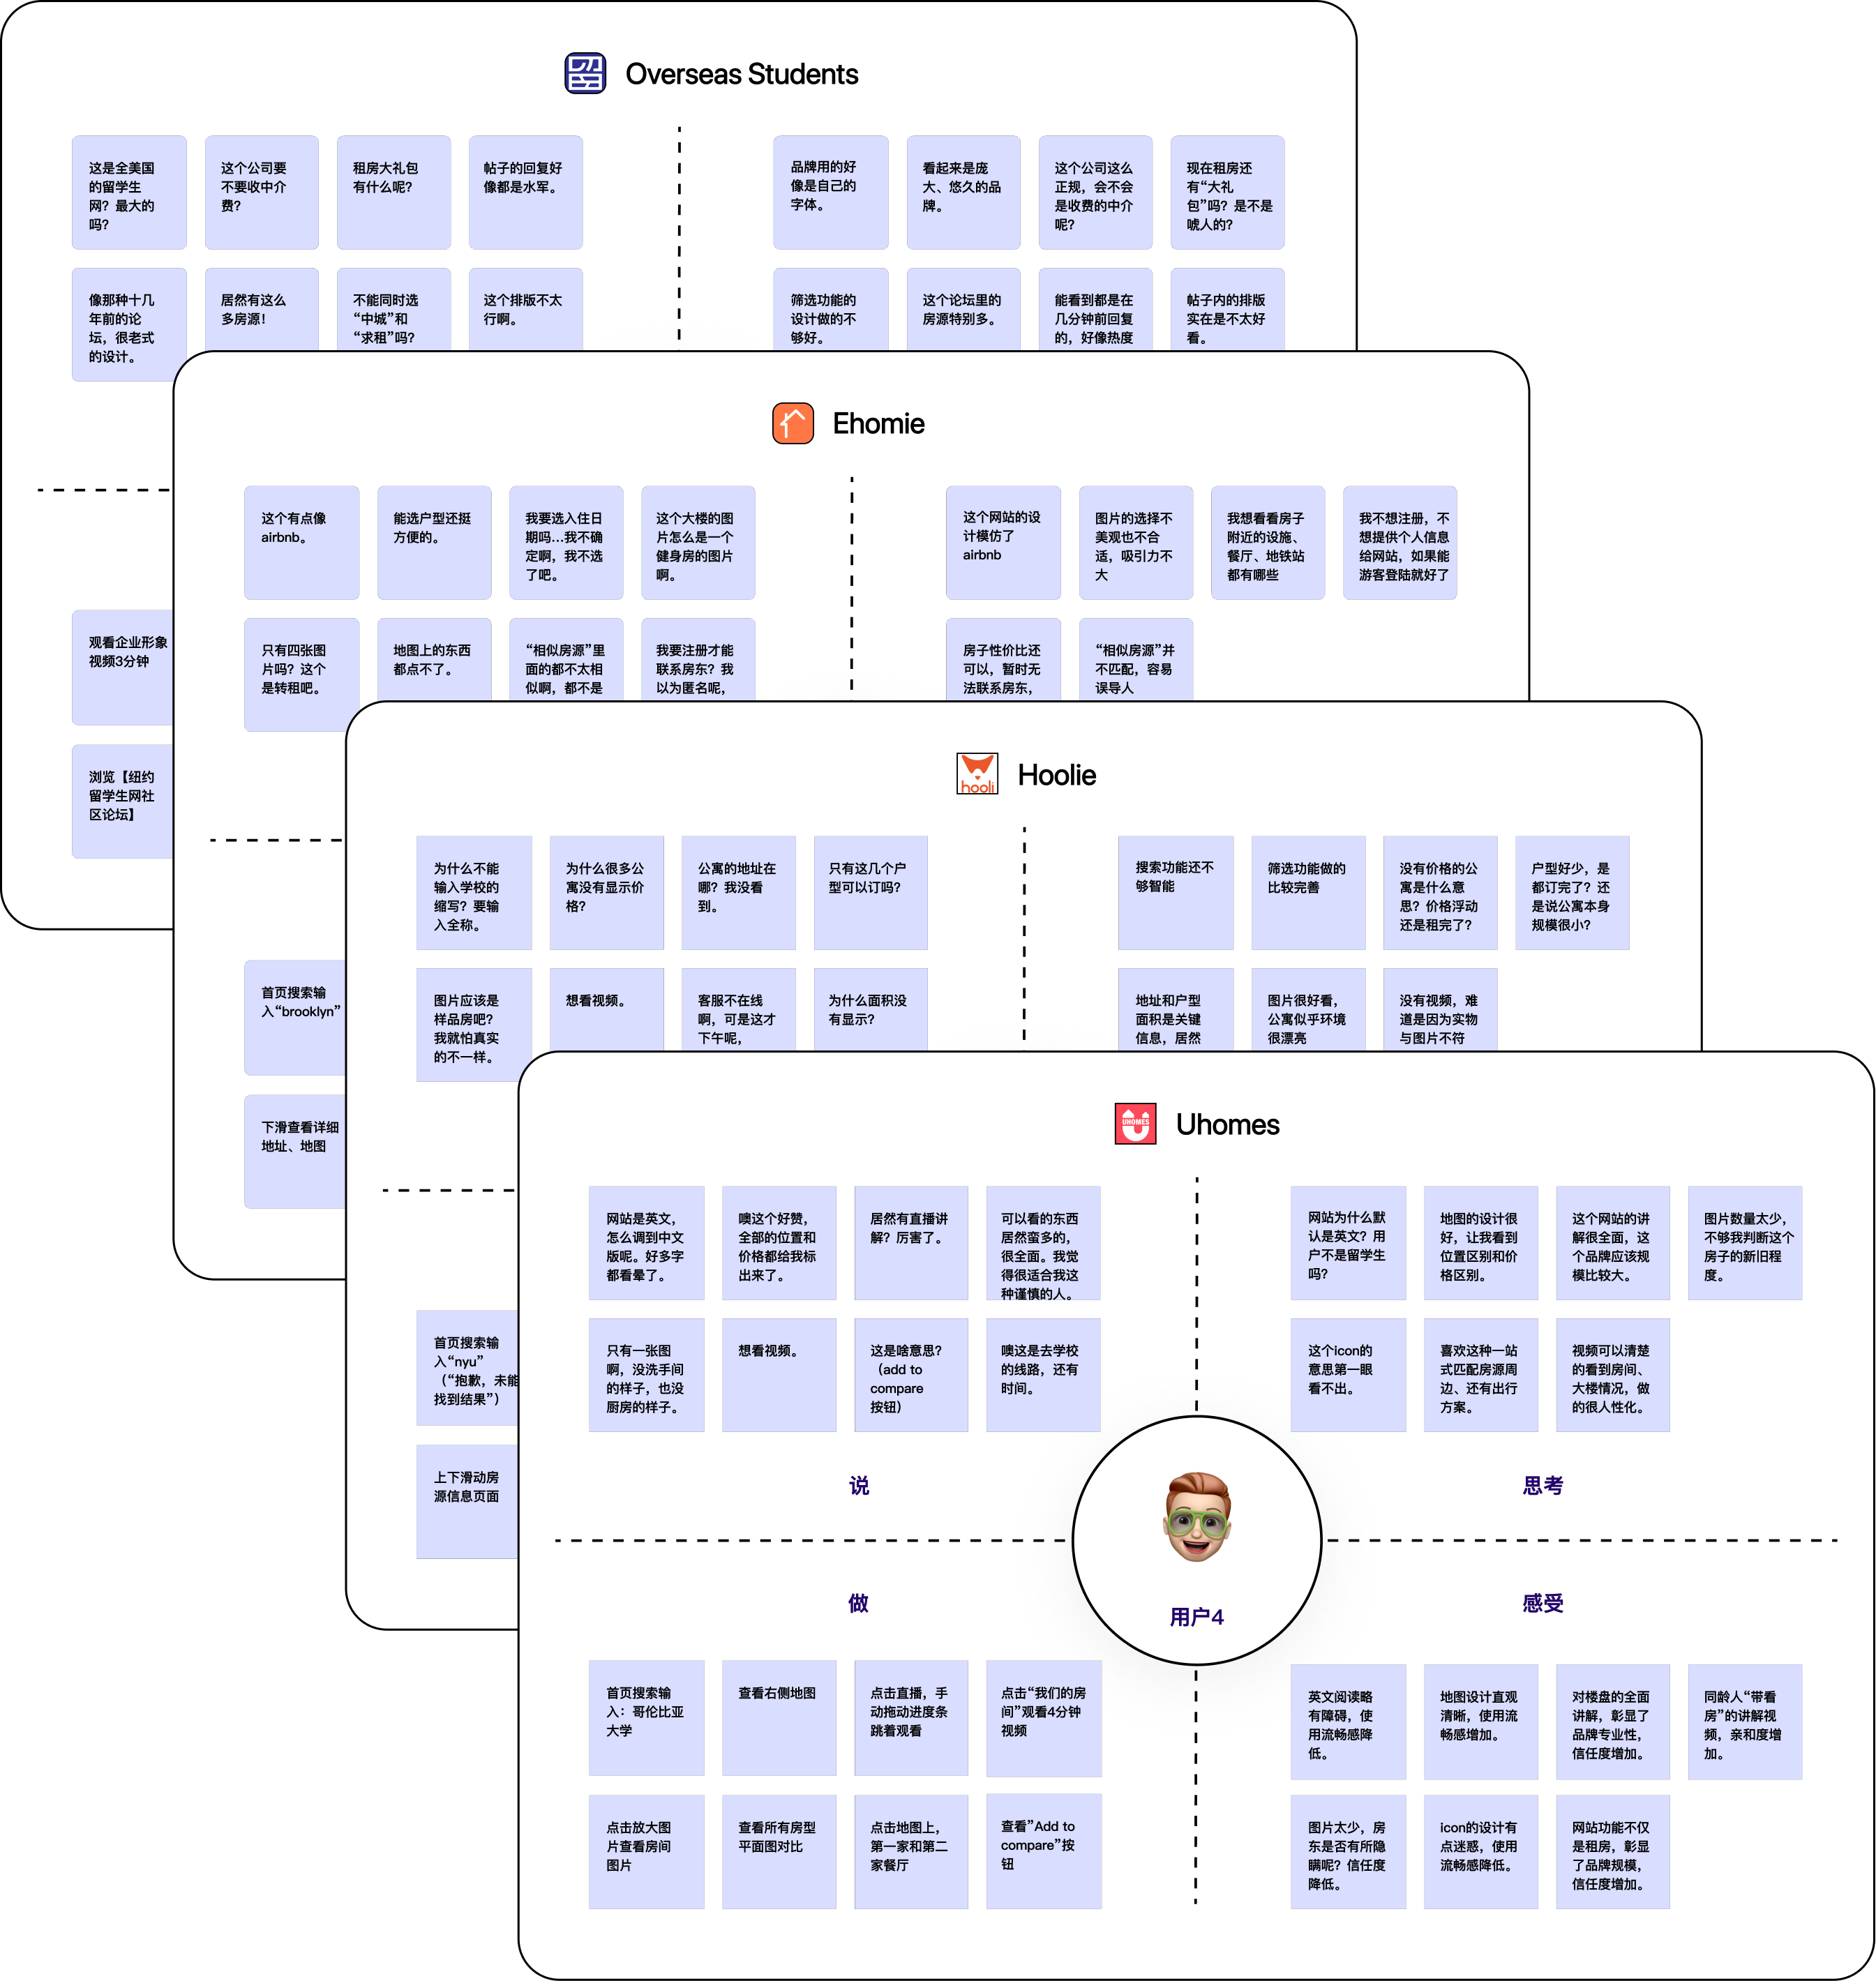 Overseas Students
这是全美国
的留学生
网？最大的
吗？
这个公司要
不要收中介
费？
租房大礼包
有什么呢？
帖子的回复好
像都是水军。
品牌用的好
像是自己的
字体。
看起来是庞
大、悠久的品
牌。
这个公司这么
正规，会不会
是收费的中介
呢？
现在租房还
有“大礼
包”吗？是不是
唬人的？
像那种十几
年前的论
坛，很老式
的设计。
居然有这么
多房源！
不能同时选
“中城”和
“求租”吗？
这个排版不太
行啊。
筛选功能的
设计做的不
够好。
这个论坛里的
房源特别多。
能看到都是在
几分钟前回复
的，好像热度
帖子内的排版
实在是不太好
看。
观看企业形象
视频3分钟
浏览【纽约
留学生网社
区论坛】
Ehomie
这个有点像
airbnb。
能选户型还挺
方便的。
我要选入住日
期吗...我不确
定啊，我不选
了吧。
这个大楼的图
片怎么是一个
健身房的图片
啊。
这个网站的设
计模仿了
airbnb
图片的选择不
美观也不合
适，吸引力不
大
我想看看房子
附近的设施、
餐厅、地铁站
都有哪些
我不想注册，不
想提供个人信息
给网站，如果能
游客登陆就好了
只有四张图
片吗？这个
是转租吧。
地图上的东西
都点不了。
“相似房源”里
面的都不太相
似啊，都不是
我要注册才能
联系房东？我
以为匿名呢，
房子性价比还
可以，暂时无
法联系房东，
“相似房源”并
不匹配，容易
误导人
首页搜索输
入“brooklyn”
下滑查看详细
地址、地图
hooli
Hoolie
为什么不能
输入学校的
缩写？要输
入全称。
为什么很多公
寓没有显示价
格？
公寓的地址在
哪？我没看
到。
只有这几个户
型可以订吗？
搜索功能还不
够智能
筛选功能做的
比较完善
没有价格的公
寓是什么意
思？价格浮动
还是租完了？
户型好少，是
都订完了？还
是说公寓本身
规模很小？
图片应该是
样品房吧？
我就怕真实
的不一样。
想看视频。
客服不在线
啊，可是这才
下午呢，
为什么面积没
有显示？
地址和户型
面积是关键
信息，居然
图片很好看，
公寓似乎环境
很漂亮
没有视频，难
道是因为实物
与图片不符
首页搜索输
入“nyu”
（“抱歉，未能
找到结果”）
上下滑动房
源信息页面
UHOMES
Uhomes
网站是英文，
怎么调到中文
版呢。好多字
都看晕了。
噢这个好赞，
全部的位置和
价格都给我标
出来了。
居然有直播讲
解？厉害了。
可以看的东西
居然蛮多的，
很全面。我觉
得很适合我这
种谨慎的人。
网站为什么默
认是英文？用
户不是留学生
吗？
地图的设计很
好，让我看到
位置区别和价
格区别。
这个网站的讲
解很全面，这
个品牌应该规
模比较大。
图片数量太少，
不够我判断这个
房子的新旧程
度。
只有一张图
啊，没洗手间
的样子，也没
厨房的样子。
想看视频。
这是啥意思？
（add to
compare
按钮）
噢这是去学校
的线路，还有
时间。
这个icon的
意思第一眼
看不出。
喜欢这种一站
式匹配房源周
边、还有出行
方案。
视频可以清楚
的看到房间、
大楼情况，做
的很人性化。
说
思考
用户4
做
感受
首页搜索输
入：哥伦比亚
大学
查看右侧地图
点击直播，手
动拖动进度条
跳着观看
点击“我们的房
间”观看4分钟
视频
英文阅读略
有障碍，使
用流畅感降
低。
地图设计直观
清晰，使用流
畅感增加。
对楼盘的全面
讲解，彰显了
品牌专业性，
信任度增加。
同龄人“带看
房”的讲解视
频，亲和度增
加。
点击放大图
片查看房间
图片
查看所有房型
平面图对比
点击地图上，
第一家和第二
家餐厅
查看”Add to
compare”按
钮
图片太少，房
东是否有所隐
瞒呢？信任度
降低。
icon的设计有
点迷惑，使用
流畅感降低。
网站功能不仅
是租房，彰显
了品牌规模，
信任度增加。